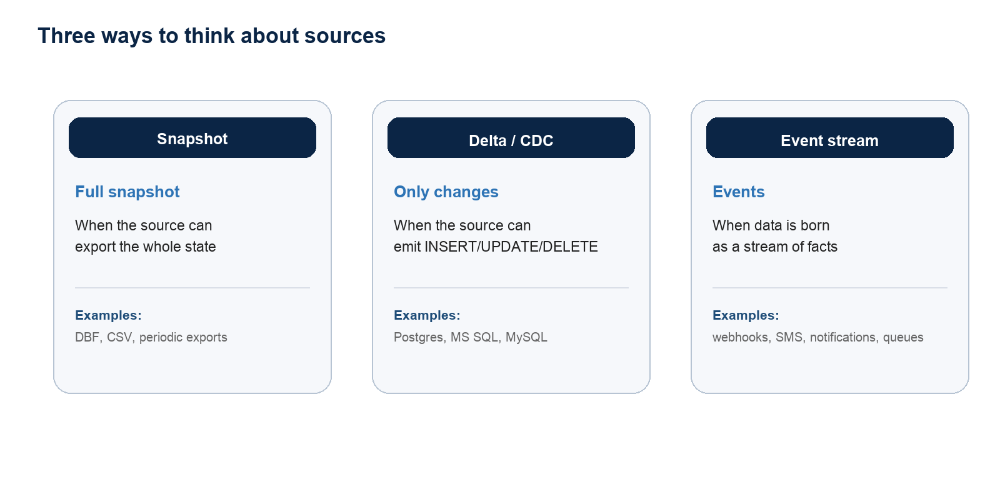 Three ways to think about sources
Snapshot
Full snapshot
When the source can
export the whole state
Examples:
DBF, CSV, periodic exports
Delta / CDC
Only changes
When the source can
emit INSERT/UPDATE/DELETE
Examples:
Postgres, MS SQL, MySQL
Event stream
Events
When data is born
as a stream of facts
Examples:
webhooks, SMS, notifications, queues